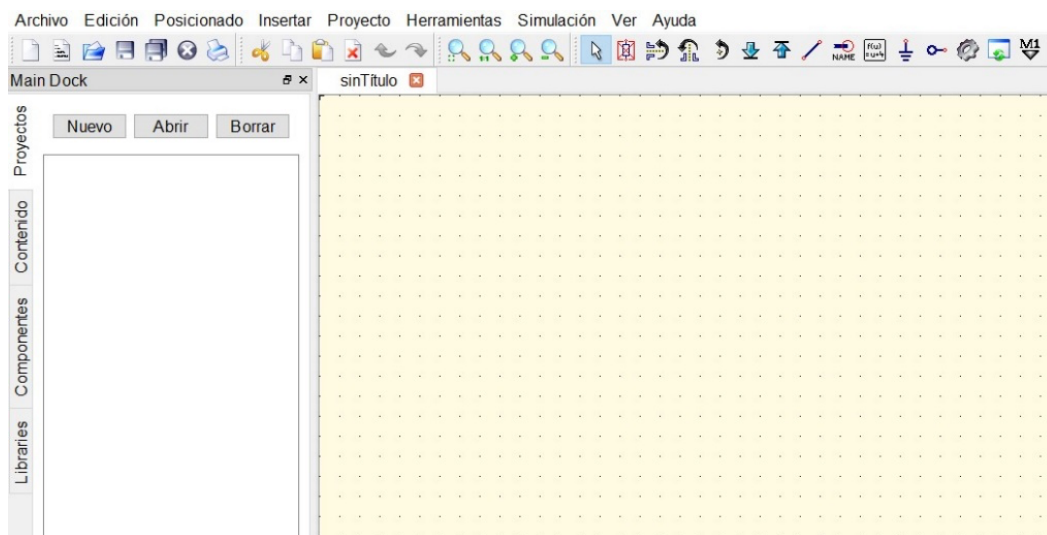 Archivo Edición Posicionado Insertar Proyecto Herramientas Simulación Ver Ayuda
NAME
M1
Main Dock
sinTítulo
Proyectos
Nuevo Abrir Borrar
Contenido
Componentes
Libraries